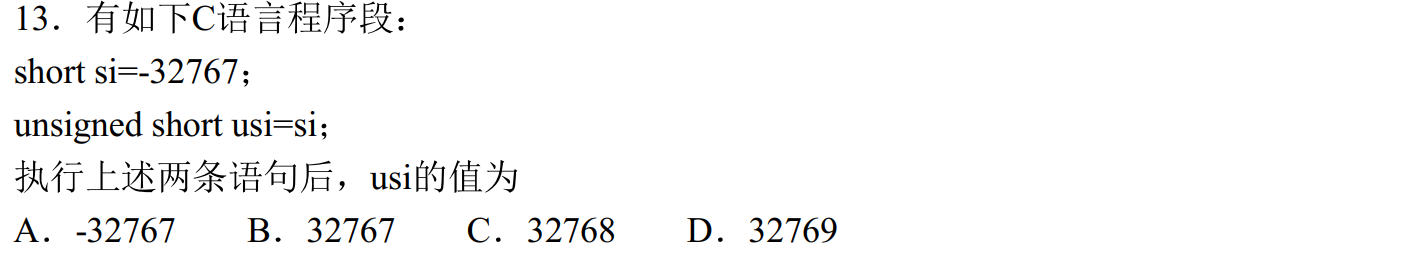 13．有如下C语言程序段：
short si=-32767；
unsigned short usi=si；
执行上述两条语句后，usi的值为
A．-32767 B．32767 C．32768 D．32769